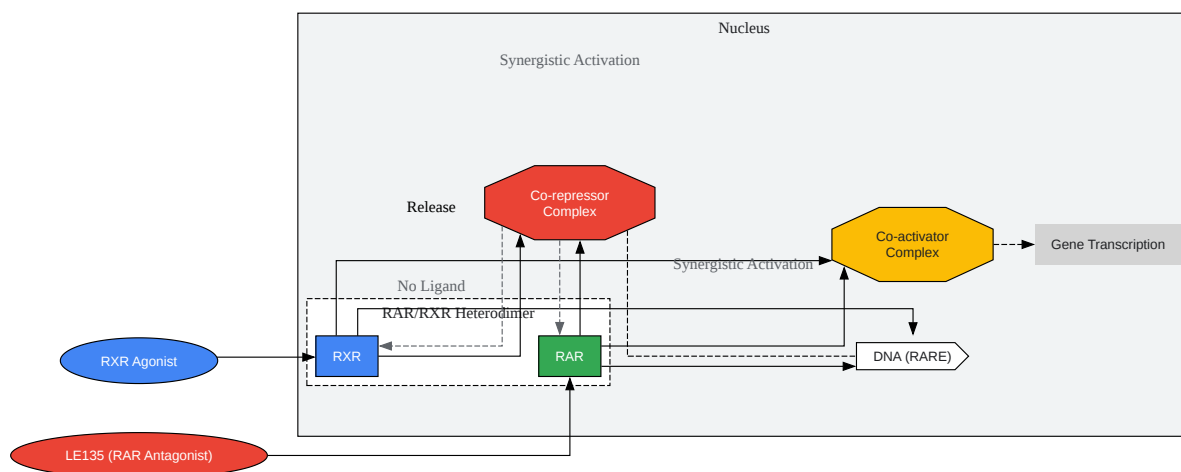 Nucleus
Synergistic Activation
Co-repressor
Complex
Release
Co-activator
Complex
Gene Transcription
Synergistic Activation
No Ligand
RAR/RXR Heterodimer
RXR Agonist
RXR
RAR
DNA (RARE)
LE135 (RAR Antagonist)